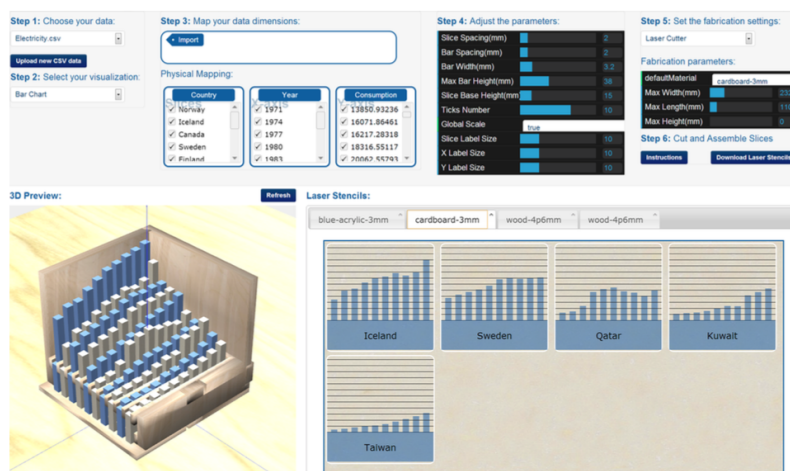 Step 1: Choose your data:
Electricity.csv
Upload new CSV data
Step 2: Select your visualization:
Bar Chart
Step 3: Map your data dimensions:
Import
Physical Mapping:
Country
Slices
Norway
Iceland
Canada
Sweden
Finland
Year
X-axis
1971
1974
1977
1980
1983
Consumption
Y-axis
13850.93236
16071.86461
16217.28318
18316.55117
20062.55793
Step 4: Adjust the parameters:
Slice Spacing(mm) 2
Bar Spacing(mm) 2
Bar Width(mm) 3.2
Max Bar Height(mm) 38
Slice Base Height(mm) 15
Ticks Number 10
Global Scale true
Slice Label Size 10
X Label Size 10
Y Label Size 10
Step 5: Set the fabrication settings:
Laser Cutter
Fabrication parameters:
defaultMaterial cardboard-3mm
Max Width(mm)
Max Length(mm)
Max Height(mm) 0
Step 6: Cut and Assemble Slices
Instructions
Download Laser Stencils
3D Preview:
Refresh
Laser Stencils:
blue-acrylic-3mm
cardboard-3mm
wood-4p6mm
wood-4p6mm
Iceland
Sweden
Qatar
Kuwait
Taiwan